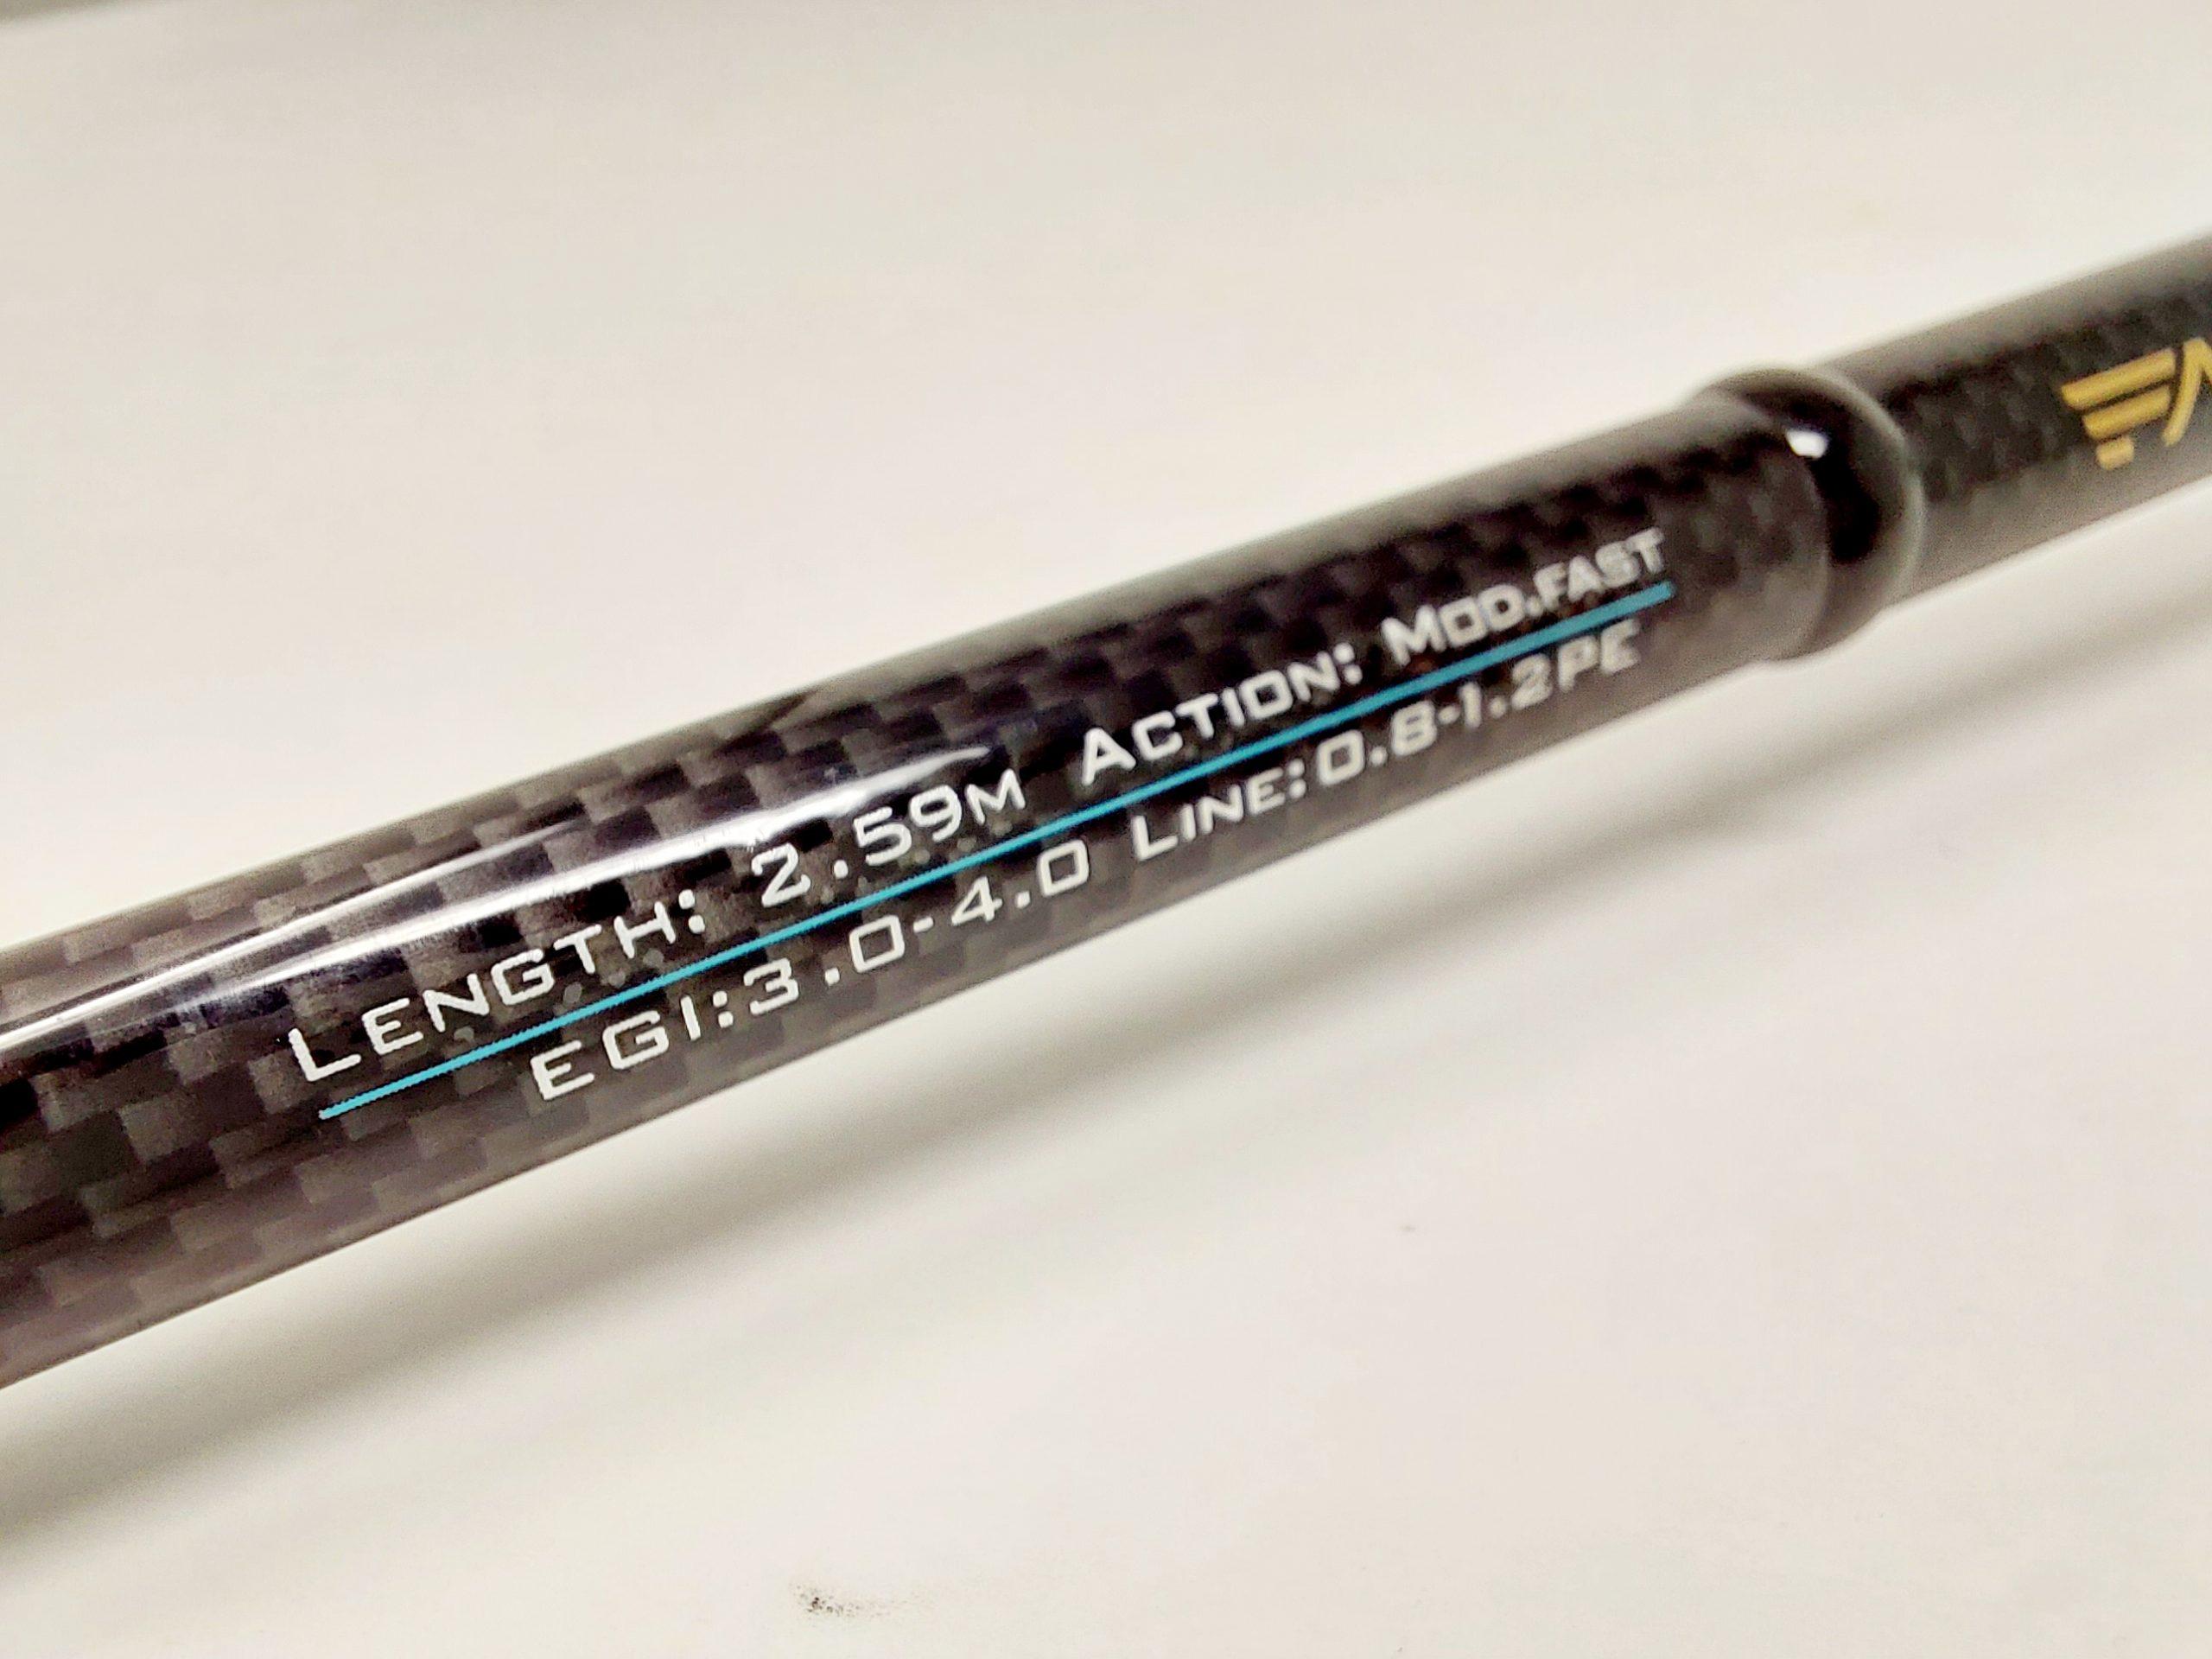 LENGTH: 2.59M ACTION: MOD.FAST
EGI:3.0-4.0 LINE:0.8-1.2PE